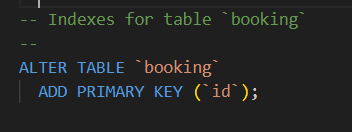 -- Indexes for table `booking`
--
ALTER TABLE `booking`
ADD PRIMARY KEY (`id`);